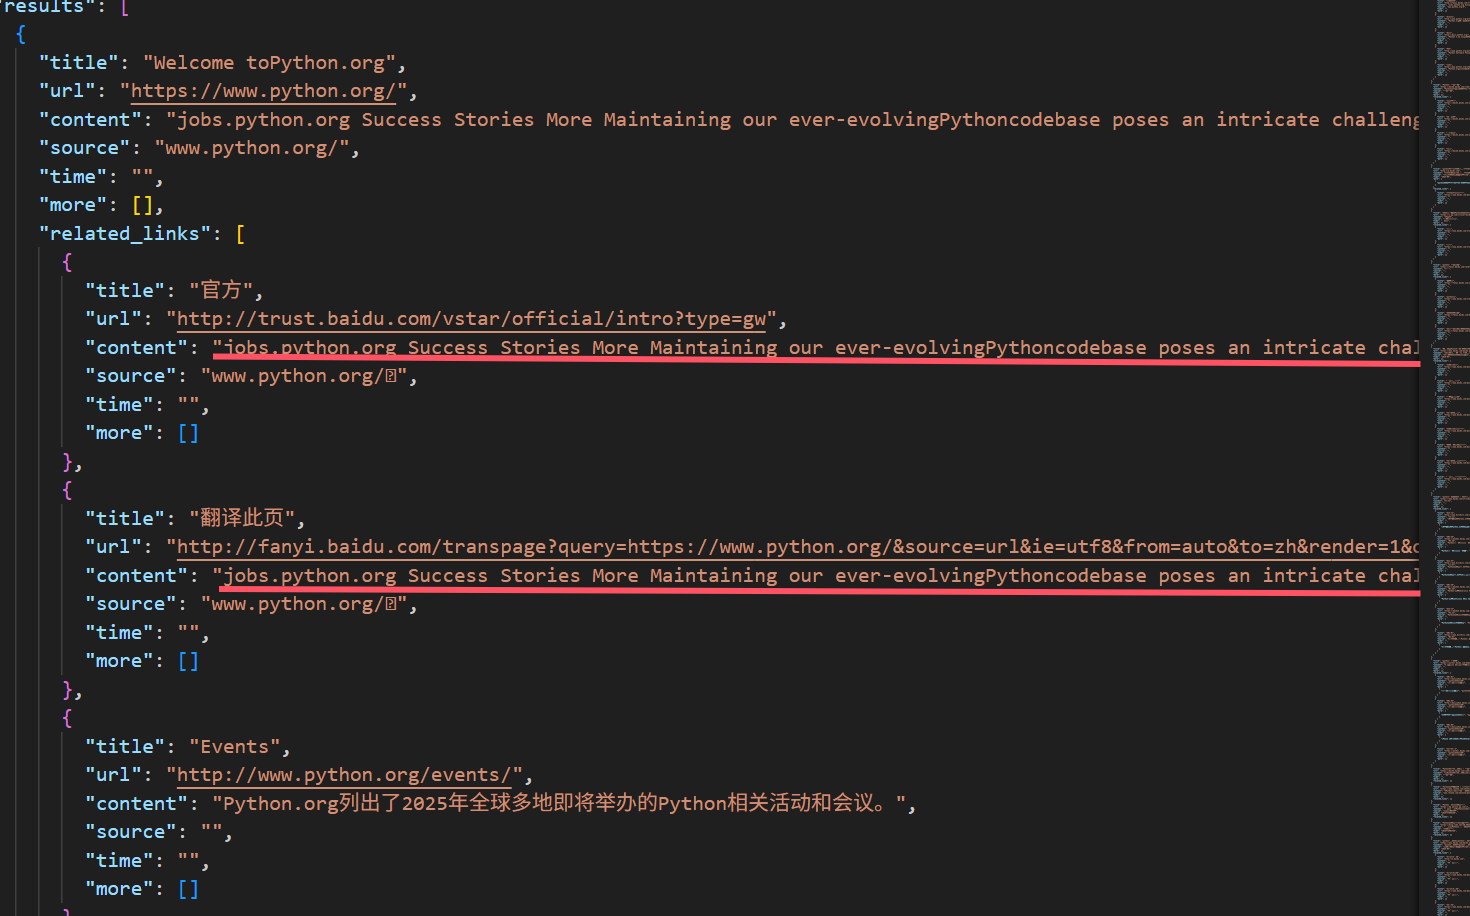 "results": [
{
"title": "Welcome toPython.org",
"url": "https://www.python.org/",
"content": "jobs.python.org Success Stories More Maintaining our ever-evolvingPythoncodebase poses an intricate challeng
"source": "www.python.org/",
"time": "",
"more": [],
"related_links": [
{
"title": "官方",
"url": "http://trust.baidu.com/vstar/official/intro?type=gw",
"content": "jobs.python.org Success Stories More Maintaining our ever-evolvingPythoncodebase poses an intricate chal
"source": "www.python.org/",
"time": "",
"more": []
},
{
"title": "翻译此页",
"url": "http://fanyi.baidu.com/transpage?query=https://www.python.org/&source=url&ie=utf8&from=auto&to=zh&render=1&
"content": "jobs.python.org Success Stories More Maintaining our ever-evolvingPythoncodebase poses an intricate chal
"source": "www.python.org/",
"time": "",
"more": []
},
{
"title": "Events",
"url": "http://www.python.org/events/",
"content": "Python.org列出了2025年全球多地即将举办的Python相关活动和会议。",
"source": "",
"time": "",
"more": []
}